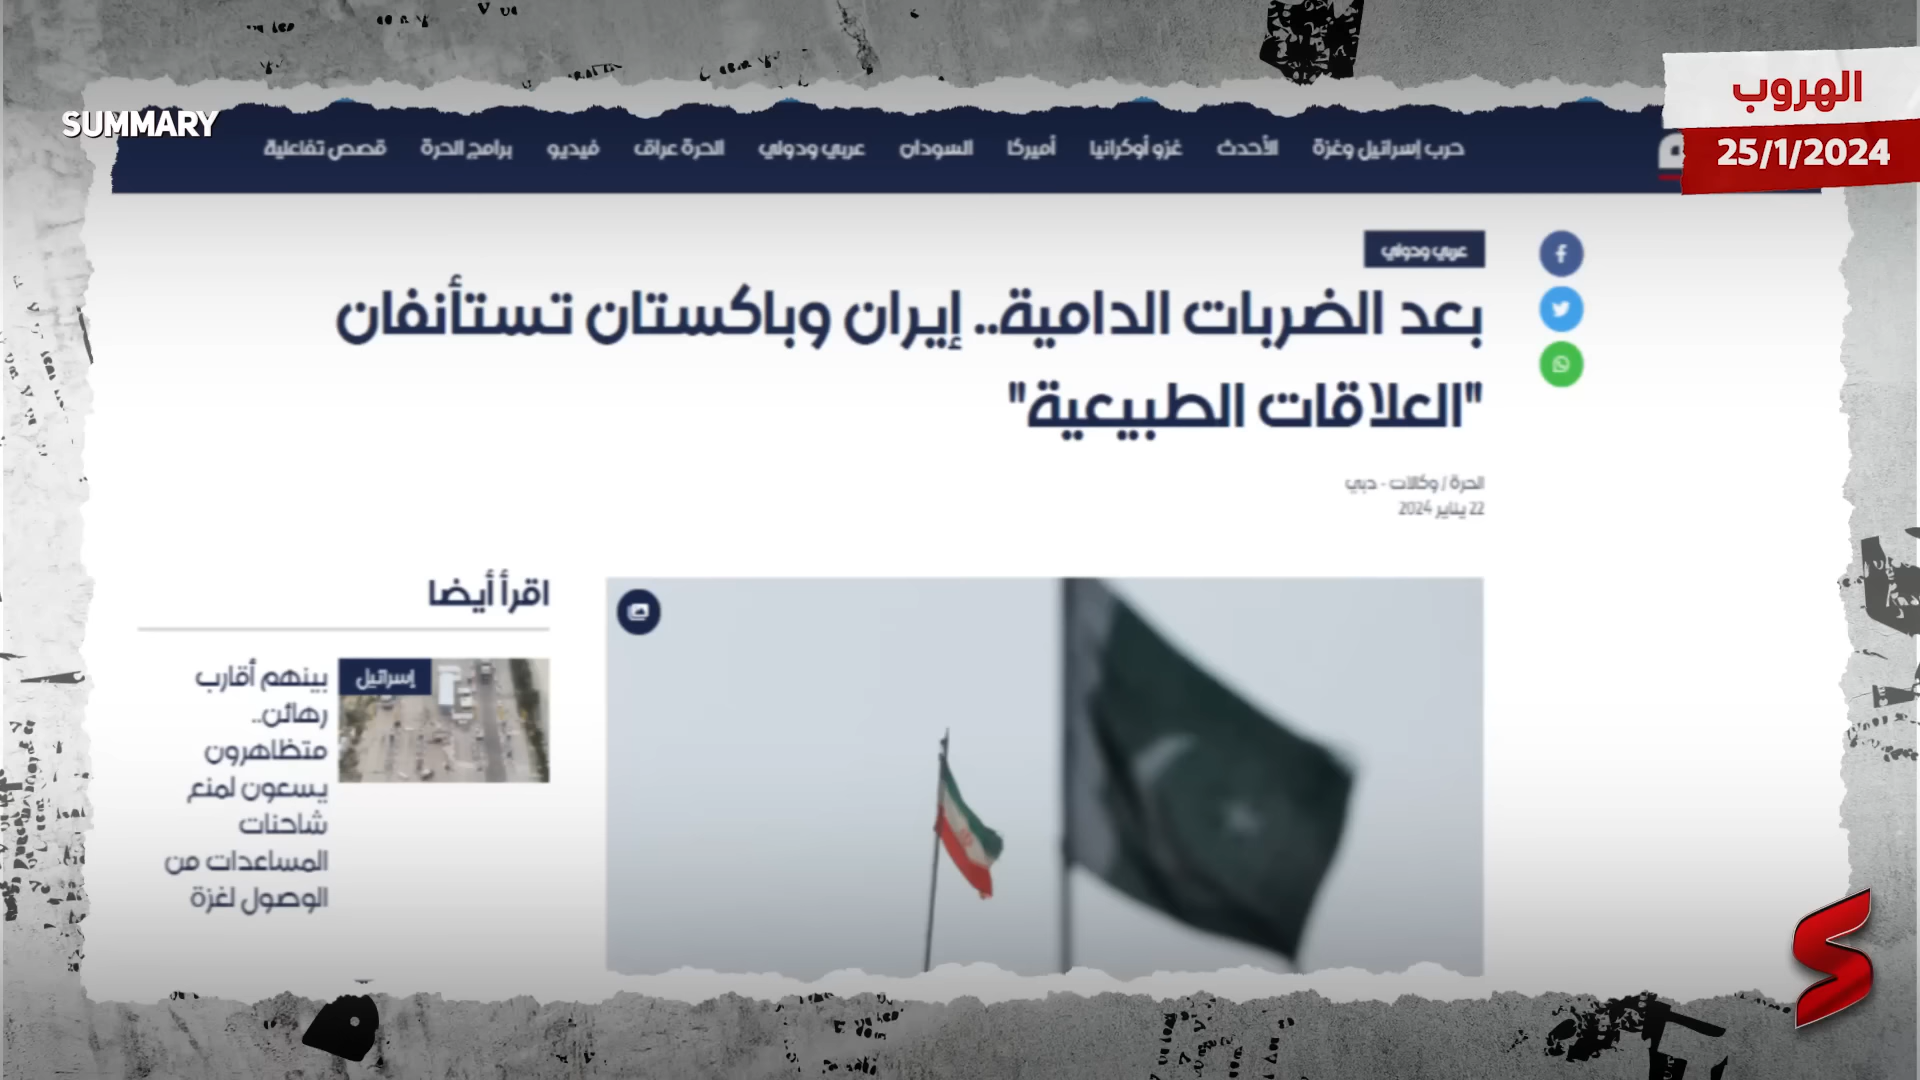 SUMMARY
الهروب
25/1/2024
حرب إسرائيل وغزة الأحدث غزو أوكرانيا أميركا السودان عربي ودولي الحرة عراق فيديو برامج الحرة قصص تفاعلية
عربي ودولي
بعد الضربات الدامية.. إيران وباكستان تستأنفان
"العلاقات الطبيعية"
الحرة / وكالات - دبي
22 يناير 2024
اقرأ أيضا
إسرائيل
بينهم أقارب
رهائن..
متظاهرون
يسعون لمنع
شاحنات
المساعدات من
الوصول لغزة